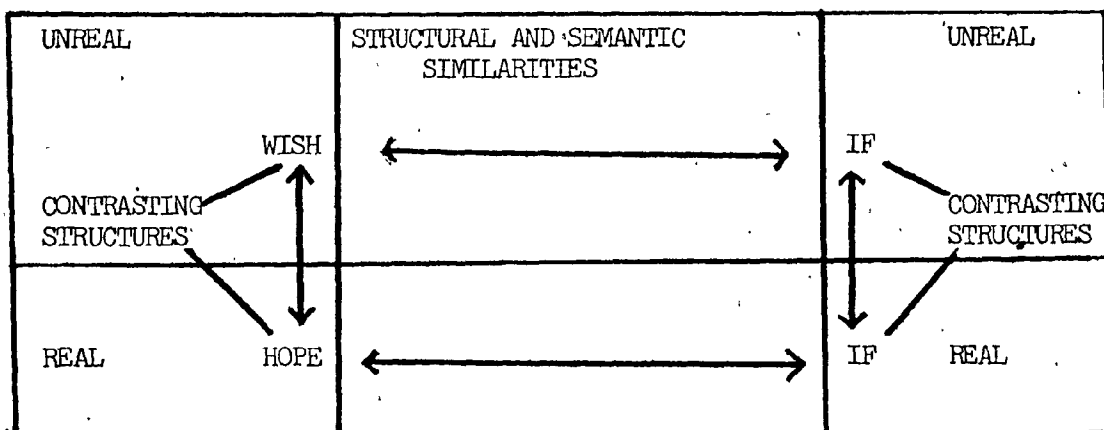 UNREAL
STRUCTURAL AND SEMANTIC
SIMILARITIES
UNREAL
WISH
IF
CONTRASTING
STRUCTURES
CONTRASTING
STRUCTURES
REAL
HOPE
IF
REAL